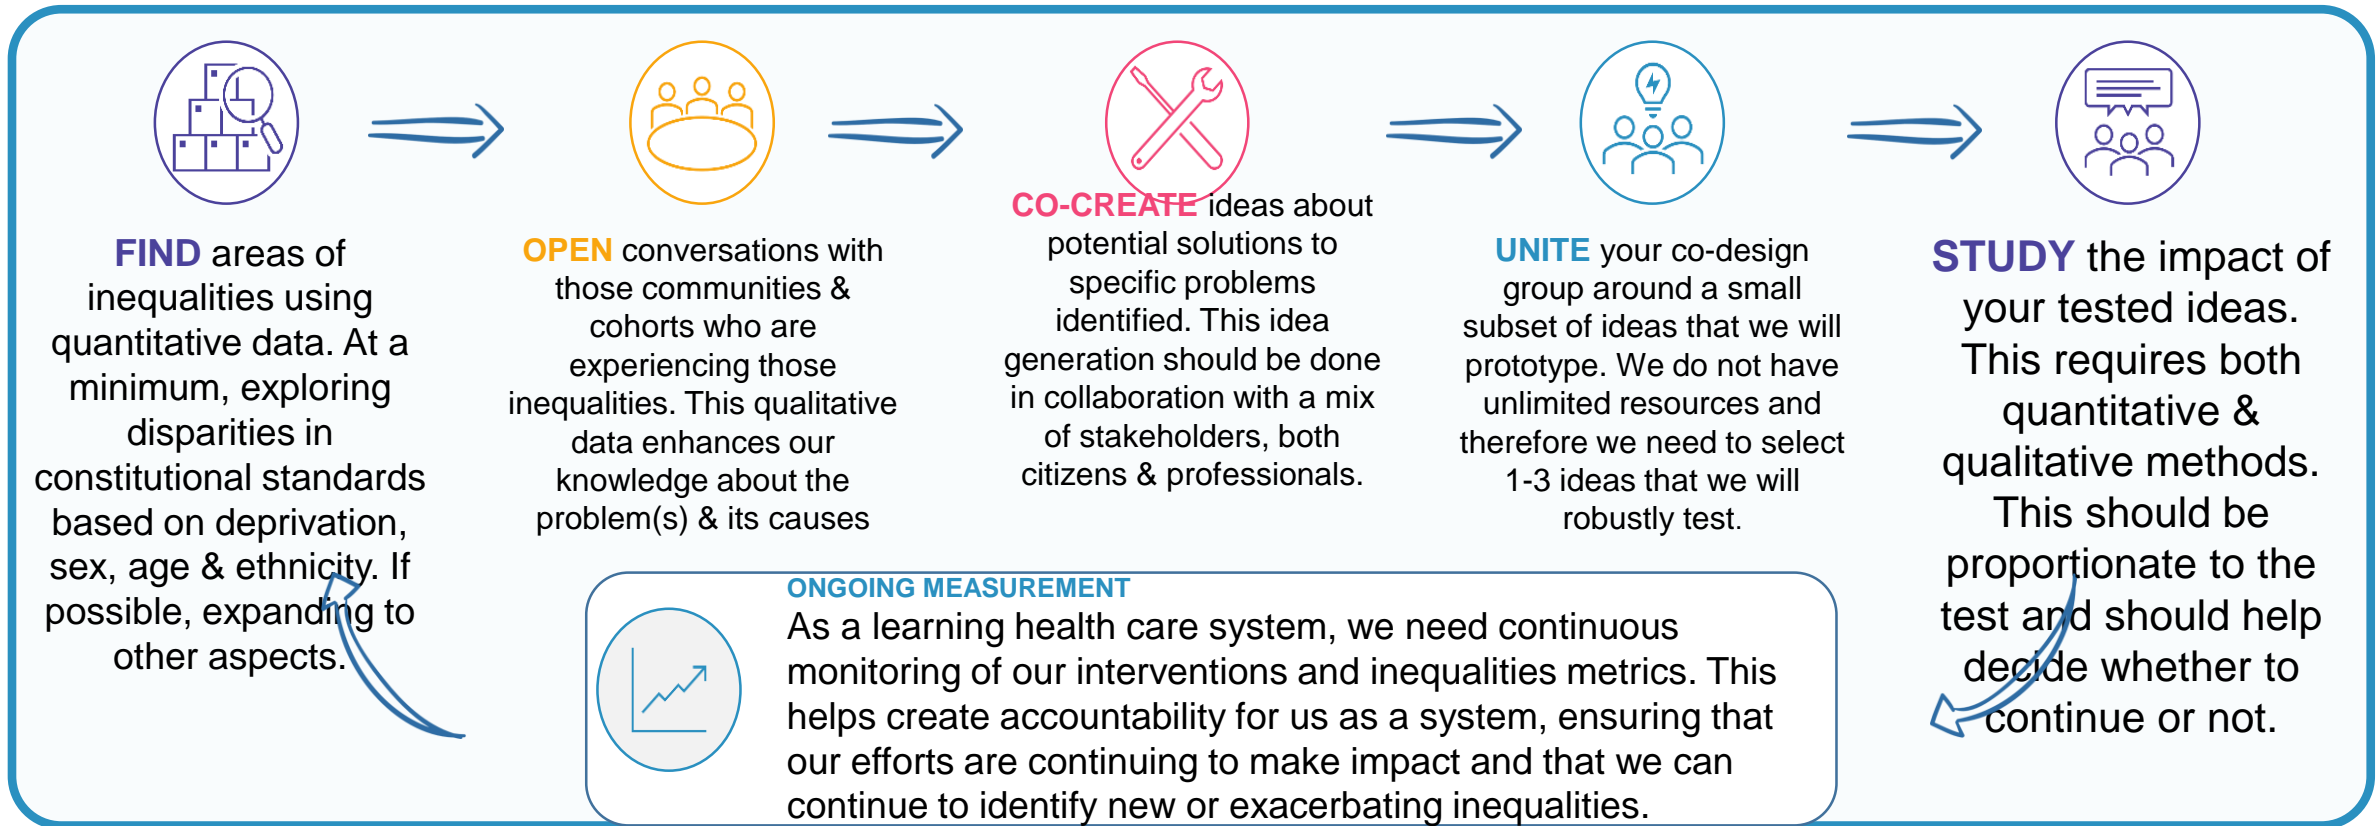 FIND areas of
inequalities using
quantitative data. At a
minimum, exploring
disparities in
constitutional standards
based on deprivation,
sex, age & ethnicity. If
possible, expanding to
other aspects.
OPEN conversations with
those communities &
cohorts who are
experiencing those
inequalities. This qualitative
data enhances our
knowledge about the
problem(s) & its causes
CO-CREATE ideas about
potential solutions to
specific problems
identified. This idea
generation should be done
in collaboration with a mix
of stakeholders, both
citizens & professionals.
UNITE your co-design
group around a small
subset of ideas that we will
prototype. We do not have
unlimited resources and
therefore we need to select
1-3 ideas that we will
robustly test.
STUDY the impact of
your tested ideas.
This requires both
quantitative &
qualitative methods.
This should be
proportionate to the
test and should help
decide whether to
continue or not.
ONGOING MEASUREMENT
As a learning health care system, we need continuous
monitoring of our interventions and inequalities metrics. This
helps create accountability for us as a system, ensuring that
our efforts are continuing to make impact and that we can
continue to identify new or exacerbating inequalities.